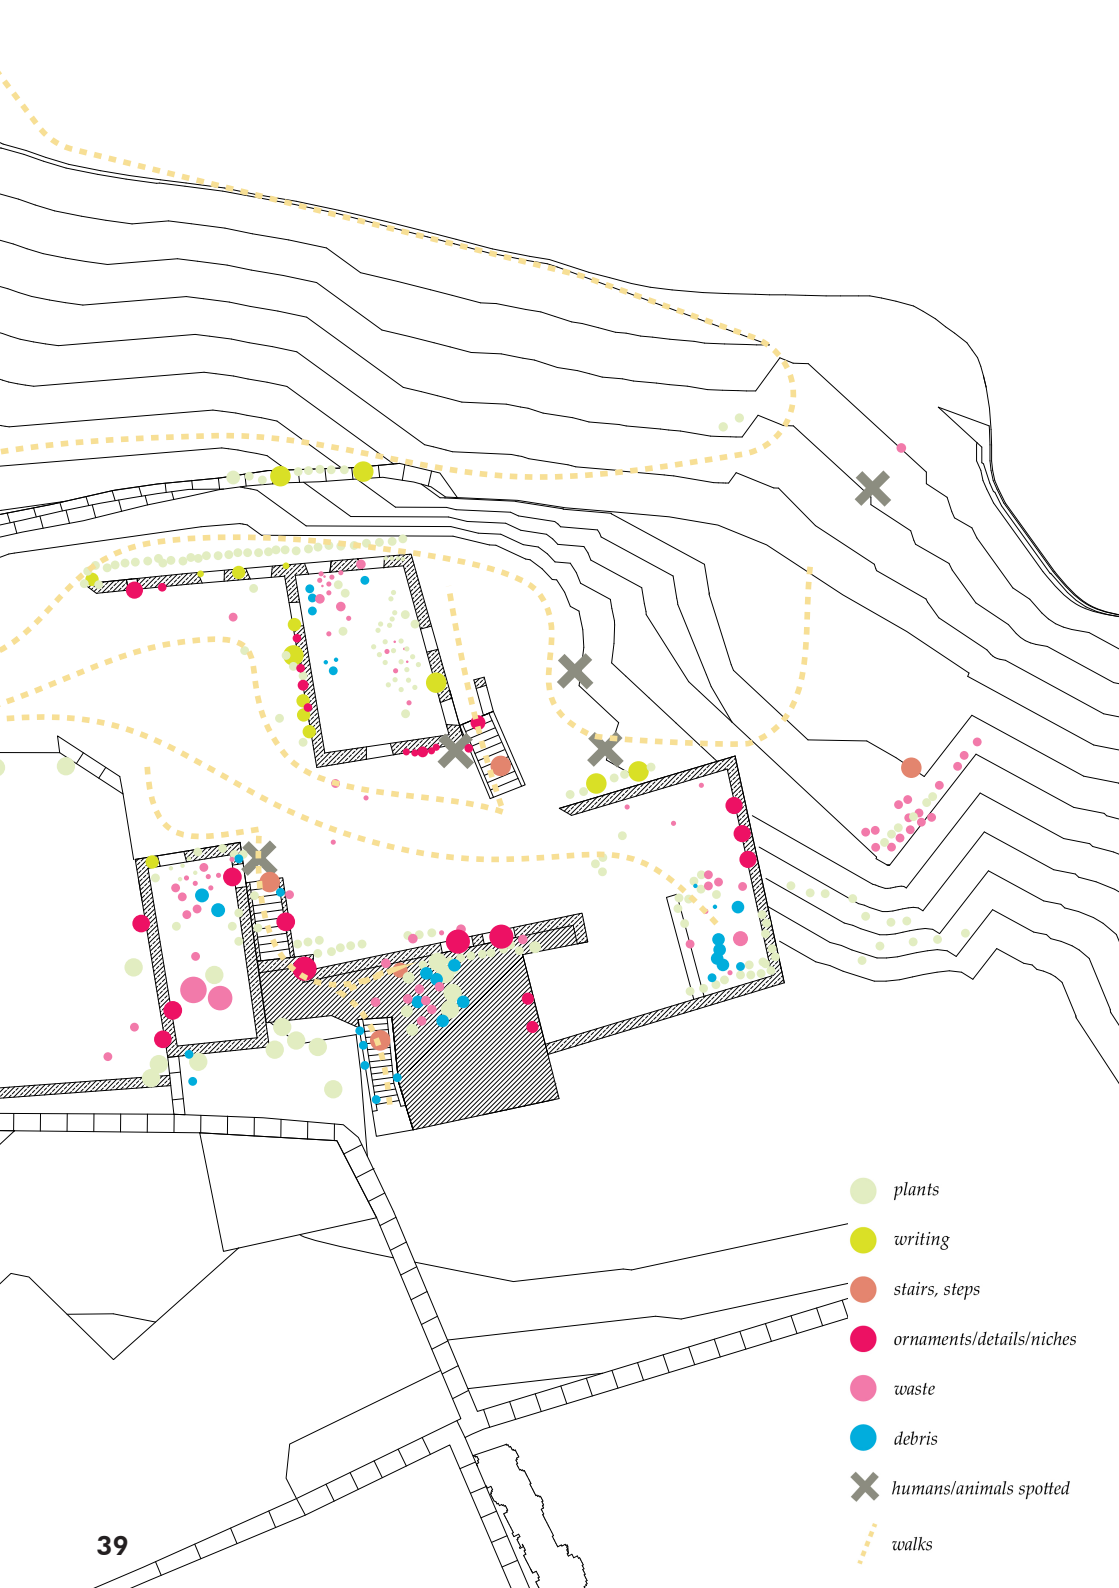 plants
writing
stairs, steps
ornaments/details/niches
waste
debris
humans/animals spotted
walks
39